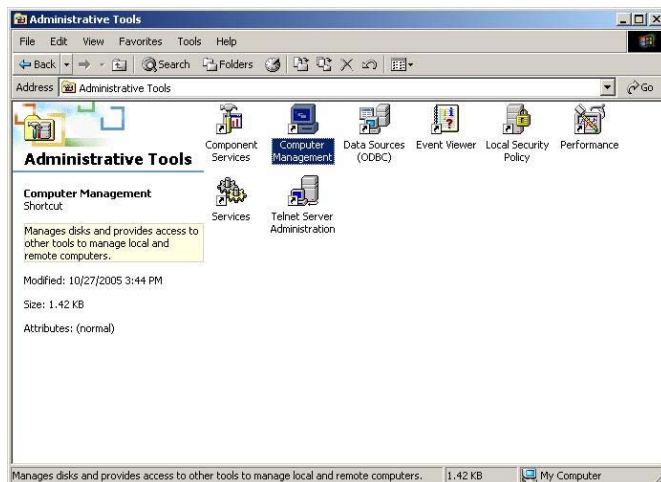 Administrative Tools
File Edit View Favorites Tools Help
Back Search Folders
Address Administrative Tools Go
Administrative Tools
Computer Management
Shortcut
Manages disks and provides access to
other tools to manage local and
remote computers.
Modified: 10/27/2005 3:44 PM
Size: 1.42 KB
Attributes: (normal)
Component
Services
Computer
Management
Data Sources
(ODBC)
Event Viewer
Local Security
Policy
Performance
Services
Telnet Server
Administration
Manages disks and provides access to other tools to manage local and remote computers. 1.42 KB My Computer